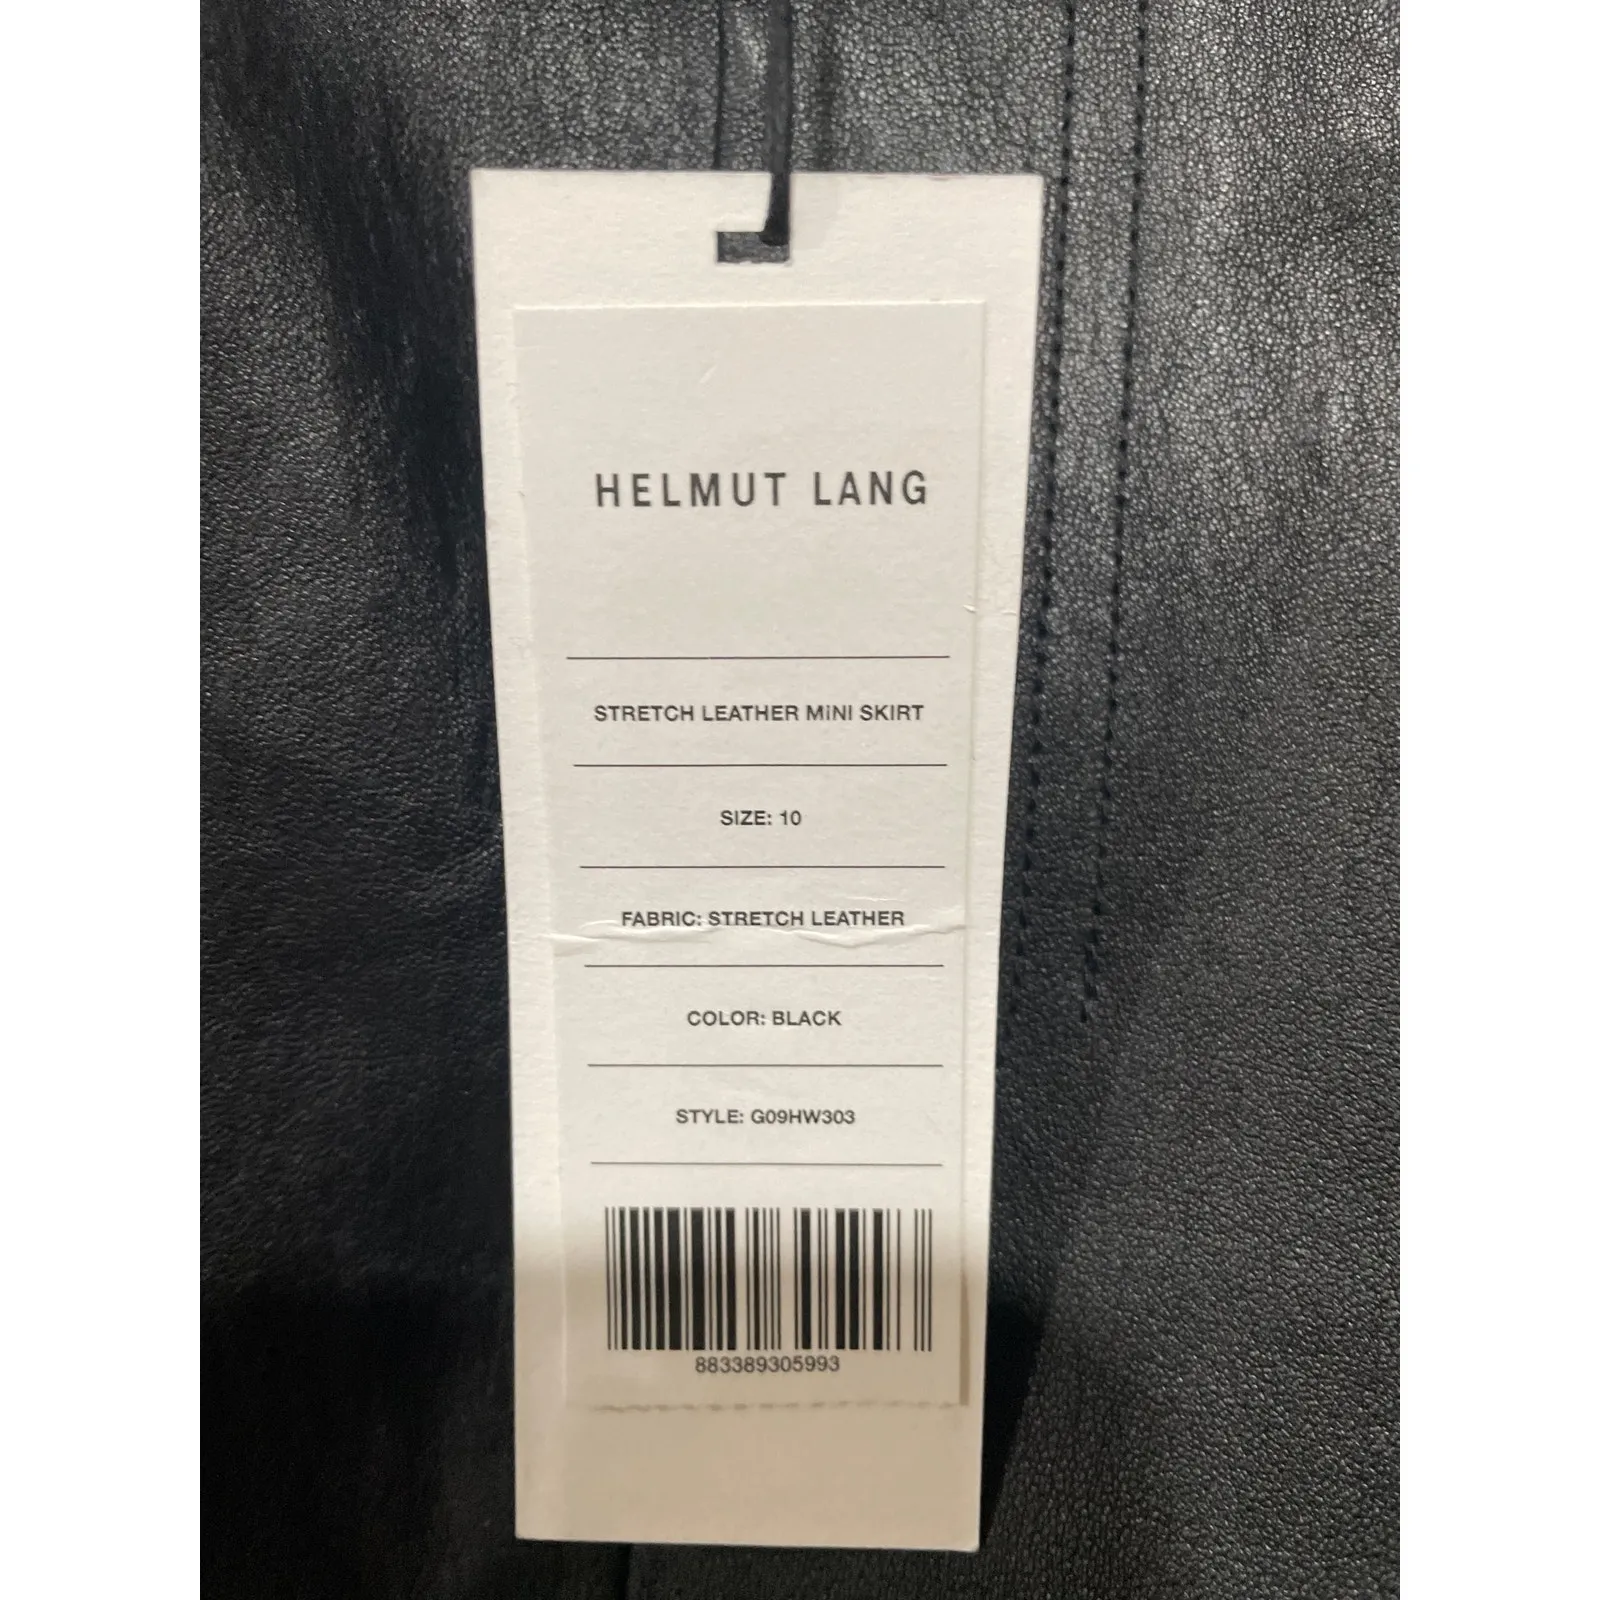 HELMUT LANG
STRETCH LEATHER MiNI SKIRT
SIZE: 10
FABRIC: STRETCH LEATHER
COLOR: BLACK
STYLE: G09HW303
883389305993